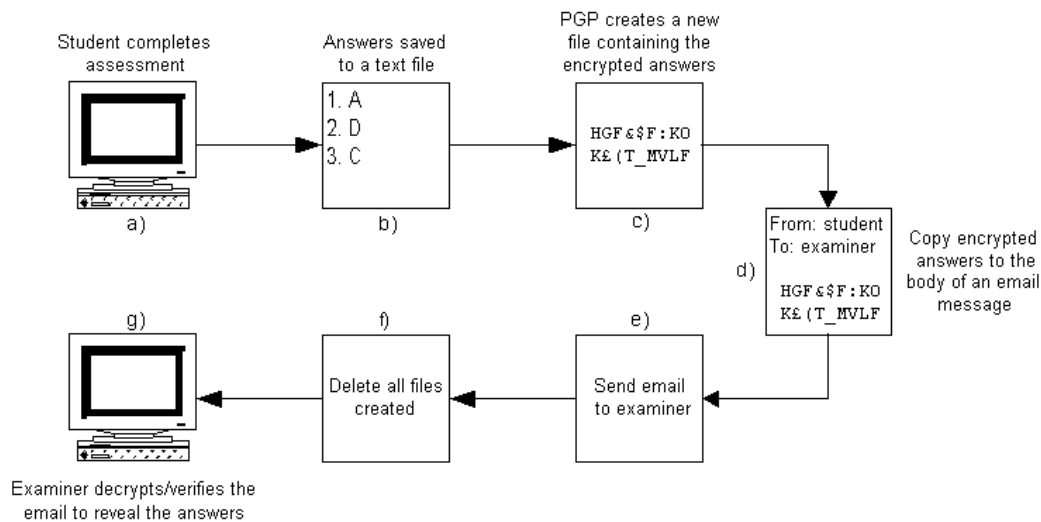 Student completes
assessment
a)
Answers saved
to a text file
1. A
2. D
3. C
b)
PGP creates a new
file containing the
encrypted answers
HGF&$F:KO
K£(T_MVLF
c)
From: student
To: examiner
HGF&$F:KO
K£(T_MVLF
d)
Copy encrypted
answers to the
body of an email
message
e)
Send email
to examiner
f)
Delete all files
created
g)
Examiner decrypts/verifies the
email to reveal the answers